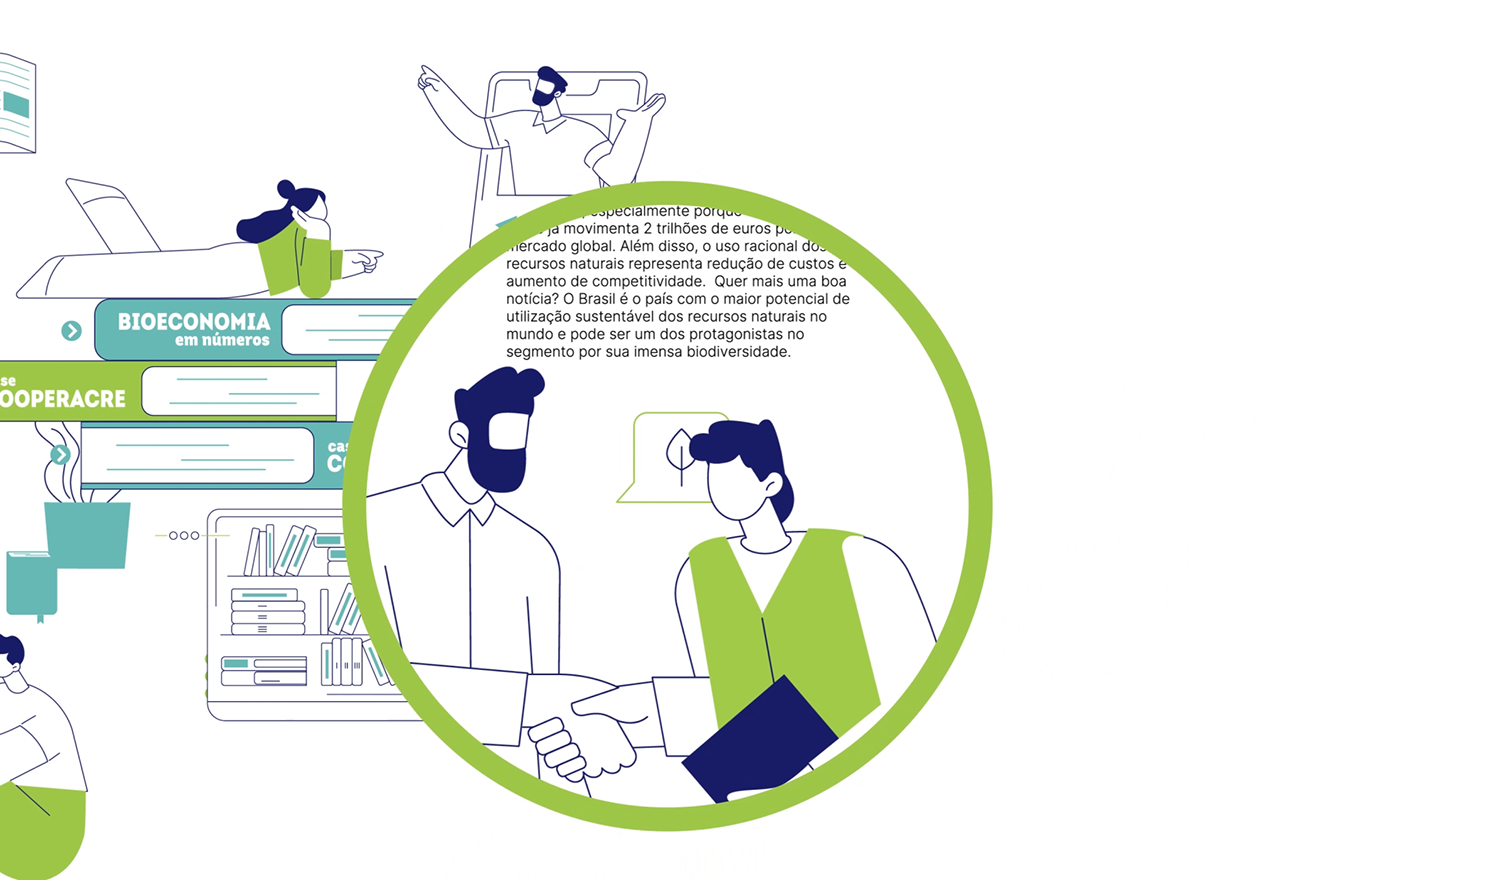 especialmente porque
já movimenta 2 trilhões de euros
mercado global. Além disso, o uso racional dos
recursos naturais representa redução de custos e
aumento de competitividade. Quer mais uma boa
notícia? O Brasil é o país com o maior potencial de
utilização sustentável dos recursos naturais no
mundo e pode ser um dos protagonistas no
segmento por sua imensa biodiversidade.
BIOECONOMIA
em números
se
OOPERACRE